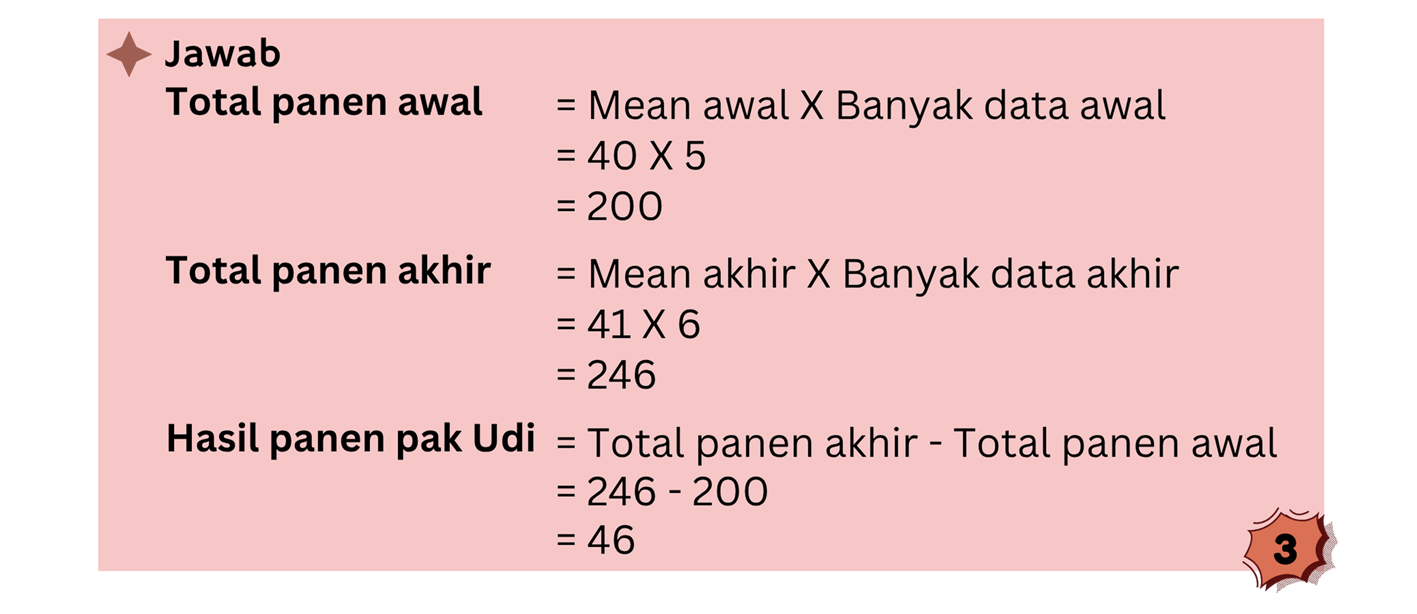 Jawab
Total panen awal = Mean awal X Banyak data awal
= 40 X 5
= 200
Total panen akhir = Mean akhir X Banyak data akhir
= 41 X 6
= 246
Hasil panen pak Udi = Total panen akhir - Total panen awal
= 246 - 200
= 46
3